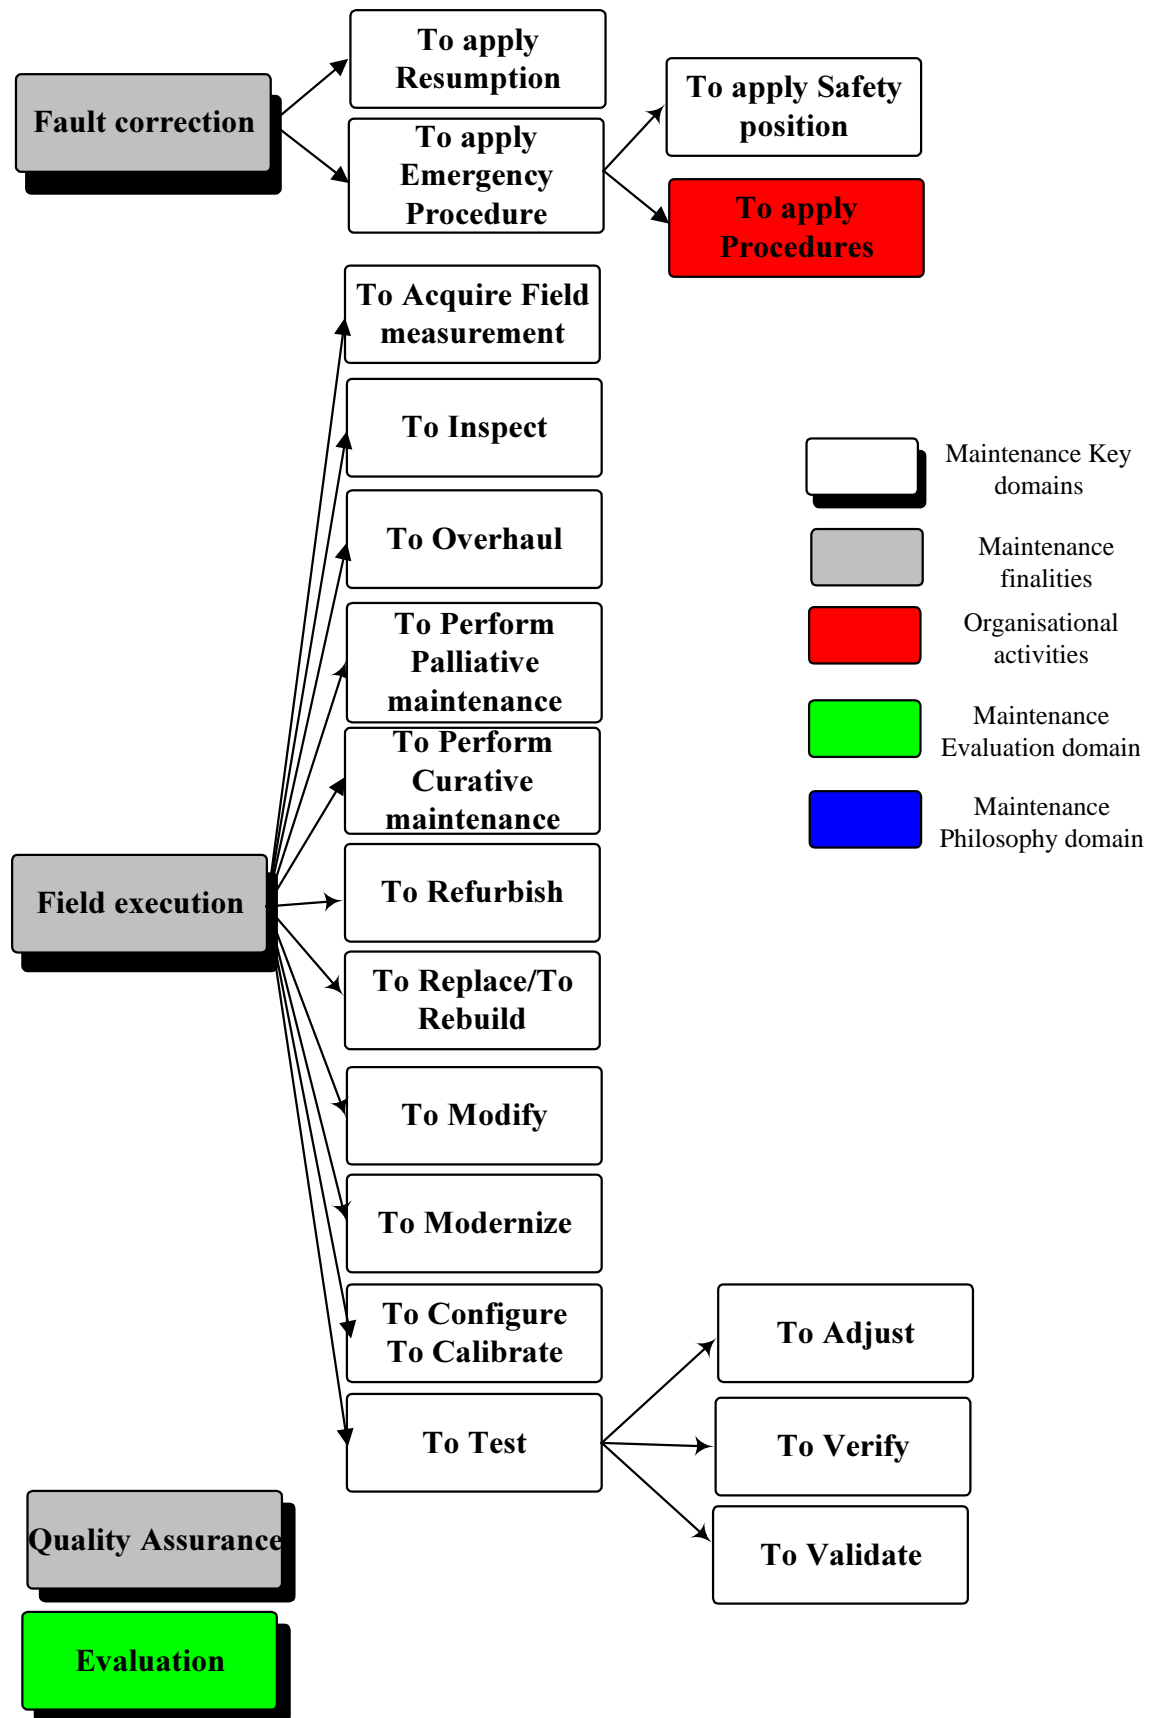 To apply
Resumption
Fault correction
To apply
Emergency
Procedure
To apply Safety
position
To apply
Procedures
To Acquire Field
measurement
To Inspect
To Overhaul
To Perform
Palliative
maintenance
To Perform
Curative
maintenance
Field execution
To Refurbish
To Replace/To
Rebuild
To Modify
To Modernize
To Configure
To Calibrate
To Test
To Adjust
To Verify
To Validate
Maintenance Key
domains
Maintenance
finalities
Organisational
activities
Maintenance
Evaluation domain
Maintenance
Philosophy domain
Quality Assurance
Evaluation